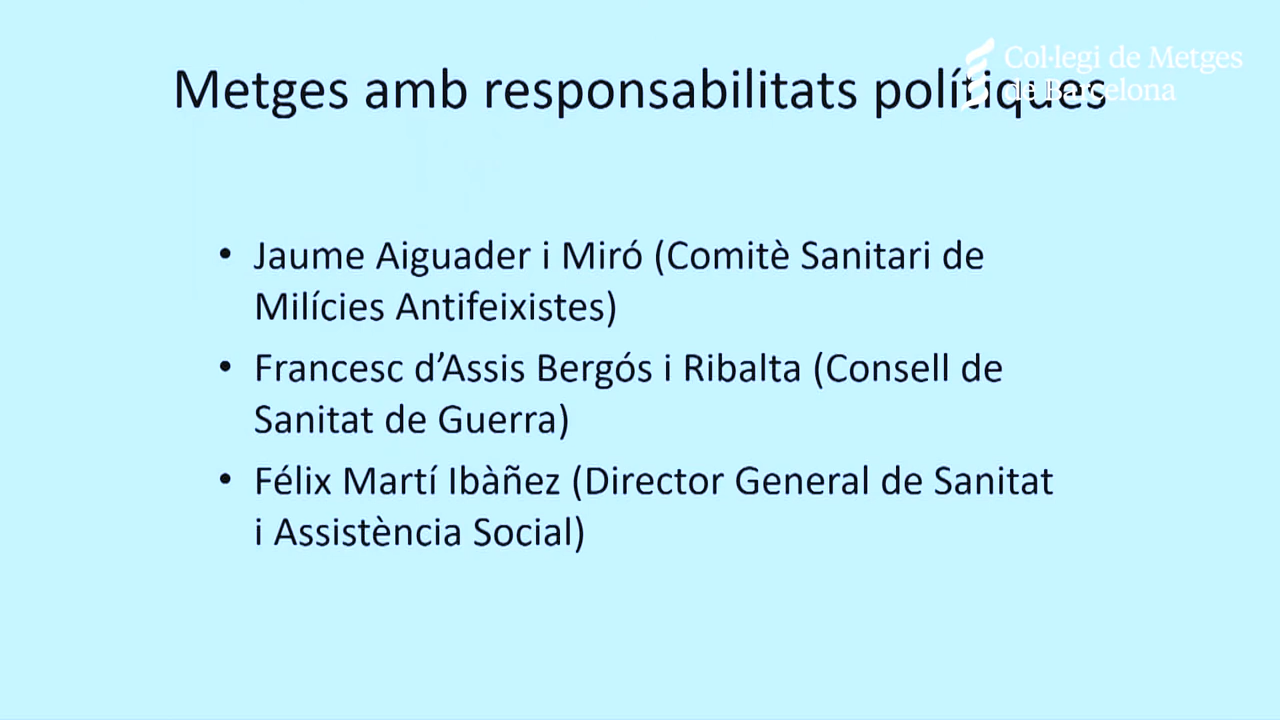 Metges amb responsabilitats polítiques
Col·legi de Metges
de Barcelona
• Jaume Aiguader i Miró (Comitè Sanitari de
Milícies Antifeixistes)
• Francesc d’Assis Bergós i Ribalta (Consell de
Sanitat de Guerra)
• Félix Martí Ibàñez (Director General de Sanitat
i Assistència Social)